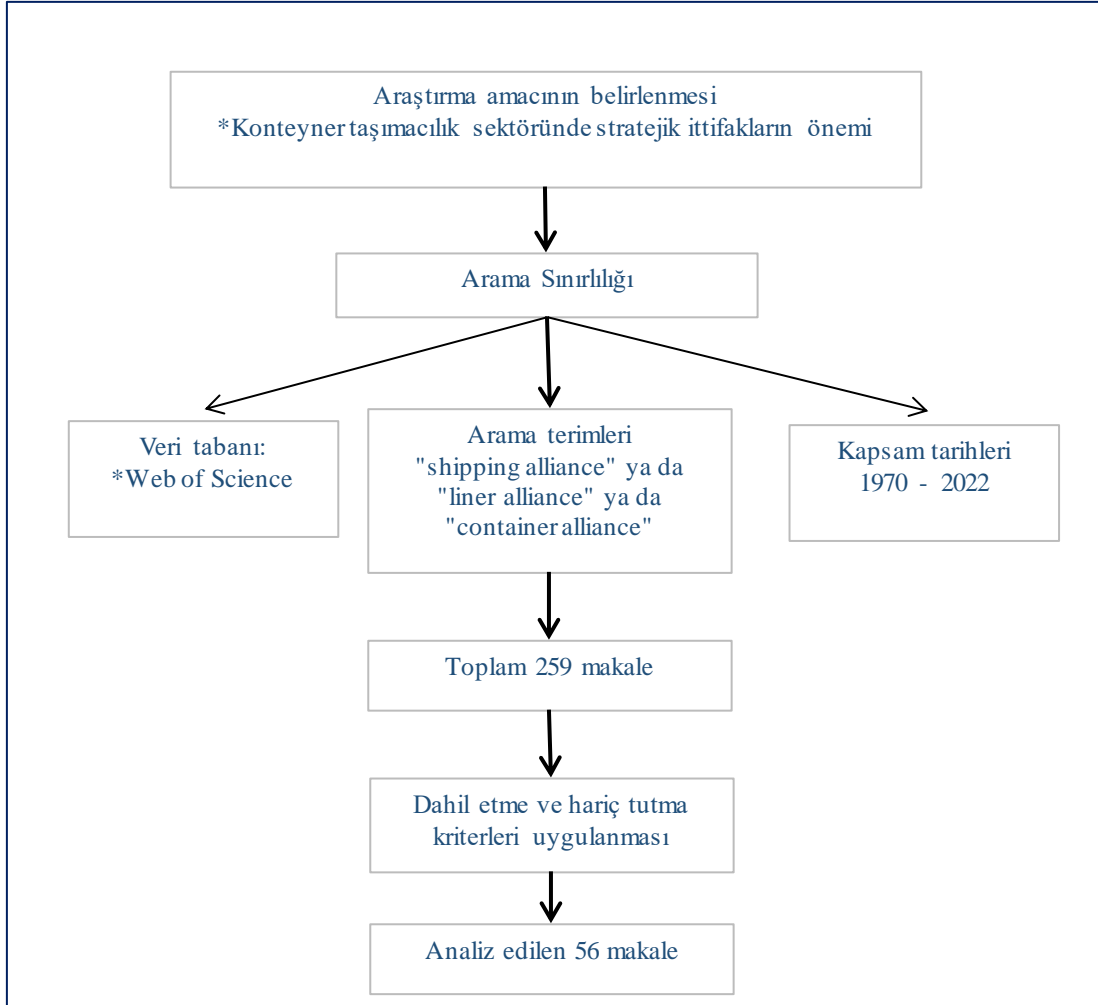 Araştırma amacının belirlenmesi
*Konteyner taşımacılık sektöründe stratejik ittifakların önemi
Arama Sınırlılığı
Veri tabanı:
*Web of Science
Arama terimleri
"shipping alliance" ya da
"liner alliance" ya da
"container alliance"
Kapsam tarihleri
1970 - 2022
Toplam 259 makale
Dahil etme ve hariç tutma
kriterleri uygulanması
Analiz edilen 56 makale